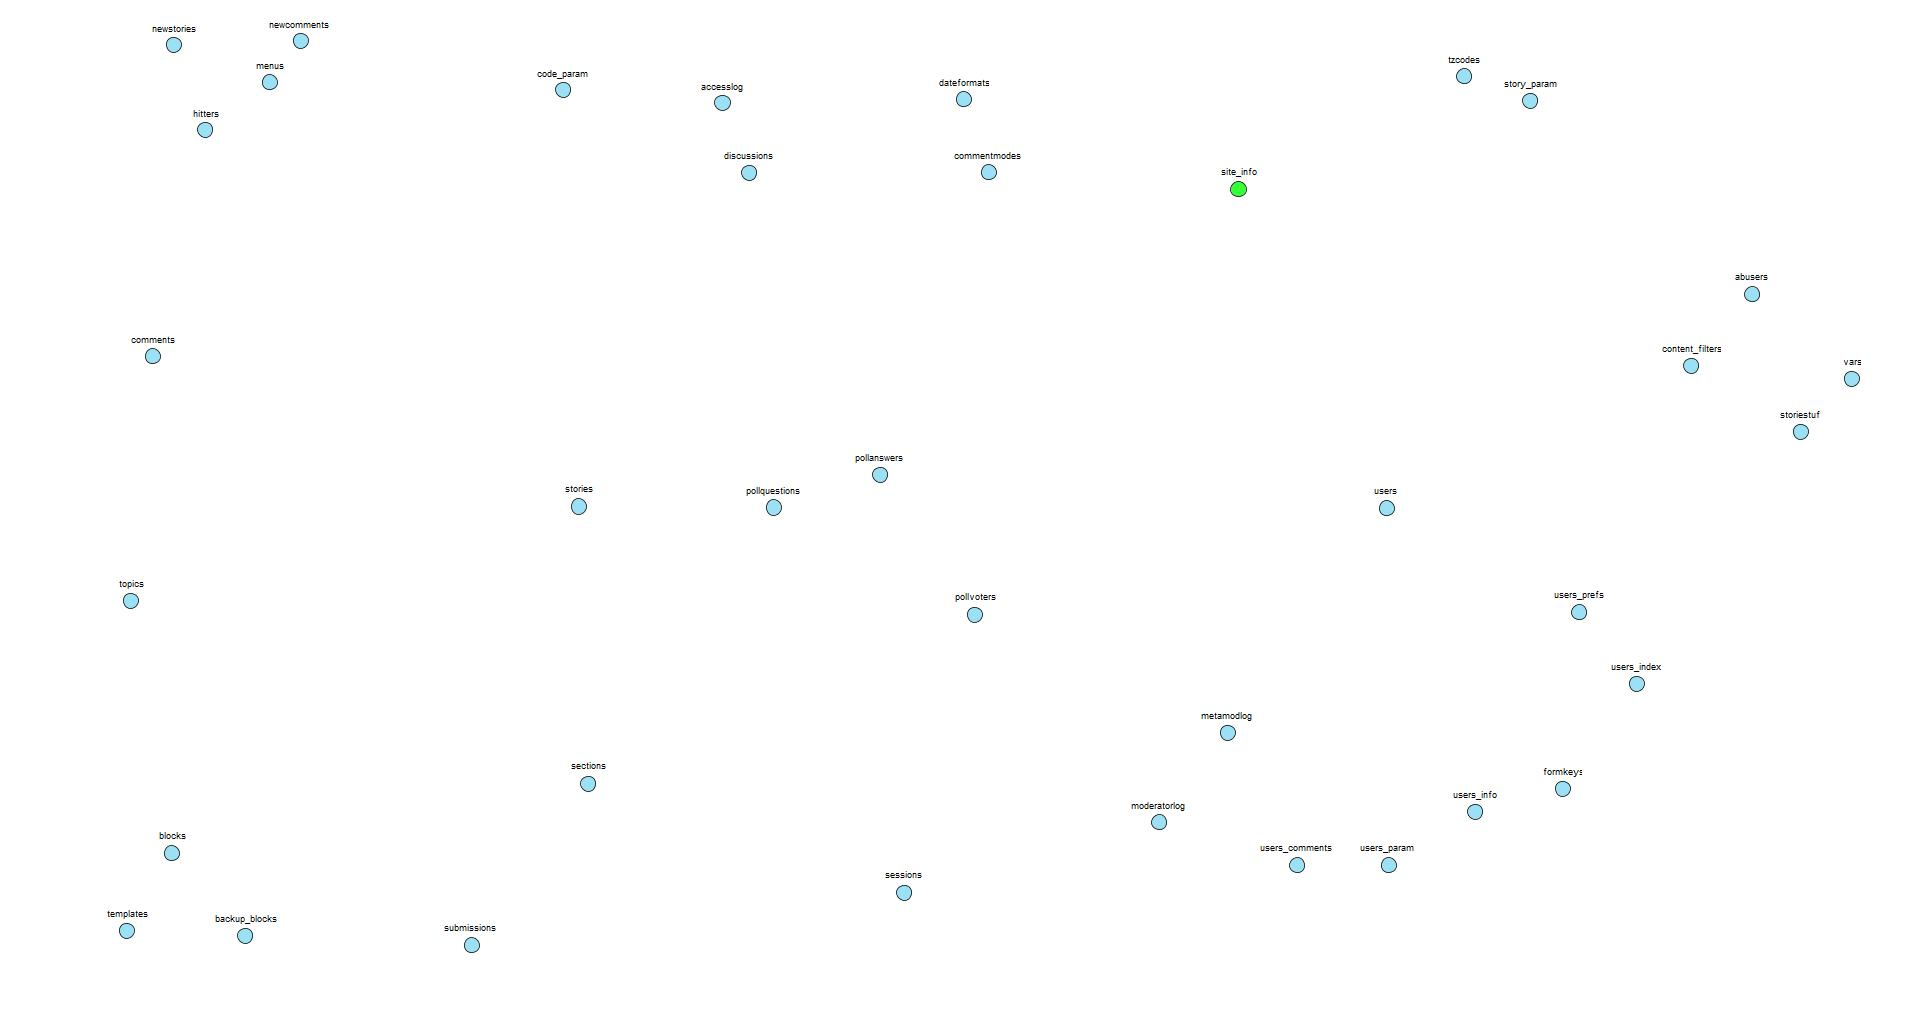 newstories
newcomments
menus
hitters
code_param
accesslog
dateformats
tzcodes
story_param
discussions
commentmodes
site_info
abusers
comments
content_filters
vars
storiestuf
pollanswers
stories
pollquestions
users
topics
pollvoters
users_prefs
users_index
metamodlog
sections
formkeys
users_info
moderatorlog
blocks
users_comments
users_param
sessions
templates
backup_blocks
submissions